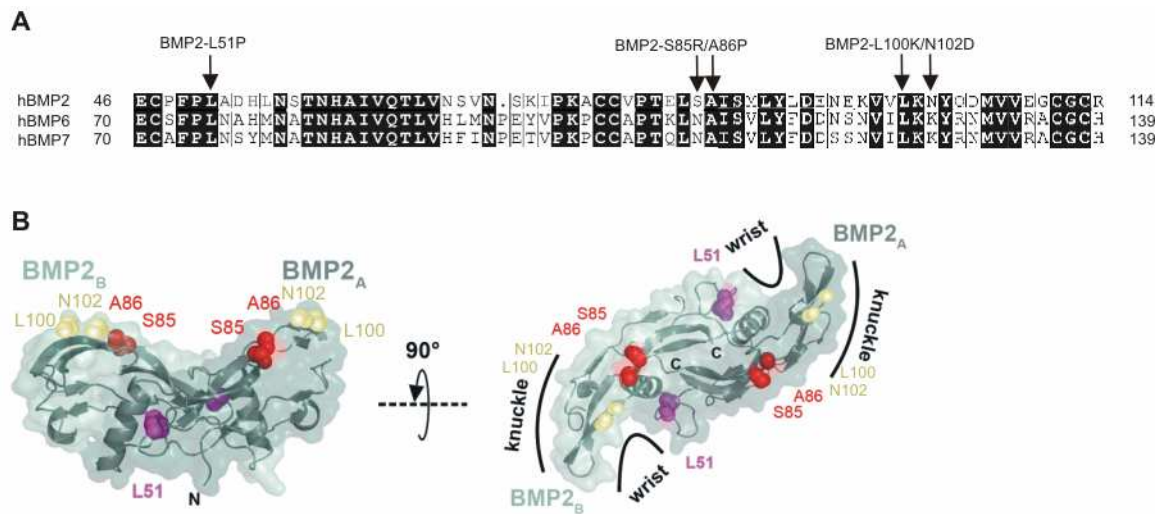 A
BMP2-L51P BMP2-S85R/A86P BMP2-L100K/N102D
hBMP2 46 ECPFPLADHLNSTNHAIVQTLVNSVN.SKIPKACCVPTELSAISMLYLDENEKVVLKNYQDMVVEGCGCR 114
hBMP6 70 ECSFPLNAHMNATNHAIVQTLVHLMNPEYVPKPCCAPTKLNAISVLYFDDNSNVILKKYRNMVVRACGCH 139
hBMP7 70 ECAFPLNSYMNATNHAIVQTLVHFINPETVPKPCCAPTQLNAISVLYFDDSSNVILKKYRNMVVRACGCH 139
B
BMP2B
N102
L100
A86
S85
BMP2A
A86
N102
S85
L100
L51
N
90°
L51
wrist
BMP2A
S85
A86
N102
L100
knuckle
C
C
knuckle
L100
N102
A86
S85
L51
wrist
BMP2B